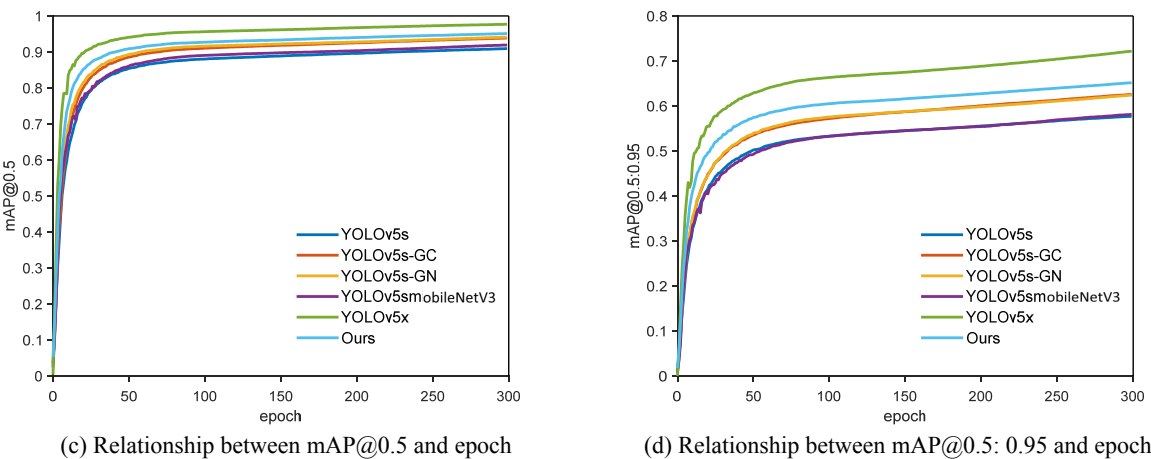 1
0.9
0.8
0.7
0.6
0.5
0.4
0.3
0.2
0.1
0
mAP@0.5
YOLOv5s
YOLOv5s-GC
YOLOv5s-GN
YOLOv5smobileNetV3
YOLOv5x
Ours
0 50 100 150 200 250 300
epoch
(c) Relationship between mAP@0.5 and epoch
0.8
0.7
0.6
0.5
0.4
0.3
0.2
0.1
0
mAP@0.5:0.95
YOLOv5s
YOLOv5s-GC
YOLOv5s-GN
YOLOv5smobileNetV3
YOLOv5x
Ours
0 50 100 150 200 250 300
epoch
(d) Relationship between mAP@0.5: 0.95 and epoch